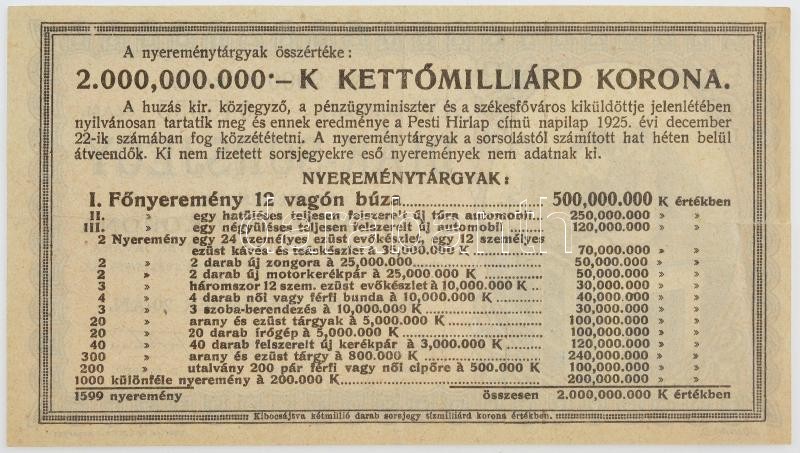 A nyereménytárgyak összértéke:
2.000,000.000·– K KETTŐMILLIÁRD KORONA.
A huzás kir. közjegyző, a pénzügyminiszter és a székesfőváros kiküldöttje jelenlétében
nyilvánosan tartatik meg és ennek eredménye a Pesti Hirlap című napilap 1925. évi december
22-ik számában fog közzététetni. A nyereménytárgyak a sorsolástól számított hat héten belül
átveendők. Ki nem fizetett sorsjegyekre eső nyeremények nem adatnak ki.
NYEREMÉNYTÁRGYAK:
I. Főnyeremény 12 vagón búza 500,000.000 K értékben
II. » egy hatüléses teljesen felszerelt új túra automobil 250,000.000 » »
III. » egy négyüléses teljesen felszerelt új automobil 120,000.000 » »
2 Nyeremény egy 24 személyes ezüst evőkészlet, egy 12 személyes
ezüst kávés és teáskészlet à 35,000.000 K 70,000.000 » »
2 » 2 darab új zongora à 25,000.000 50,000.000 » »
2 » 2 darab új motorkerékpár à 25,000.000 K 50,000.000 » »
3 » háromszor 12 szem. ezüst evőkészlet à 10,000.000 K 30,000.000 » »
4 » 4 darab női vagy férfi bunda à 10,000.000 K 40,000.000 » »
3 » 3 szoba-berendezés à 10,000.000 K 30,000.000 » »
20 » arany és ezüst tárgyak à 5,000.000 K 100,000.000 » »
20 » 20 darab írógép à 5,000.000 K 100,000.000 » »
40 » 40 darab felszerelt új kerékpár à 3,000.000 K 120,000.000 » »
300 » arany és ezüst tárgy à 800.000 K 240,000.000 » »
200 » utalvány 200 pár férfi vagy női cipőre à 500.000 K 100,000.000 » »
1000 különféle nyeremény à 200.000 K 200,000.000 » »
1599 nyeremény összesen 2.000,000.000 K értékben
Kibocsájtva kétmillió darab sorsjegy tízmilliárd korona értékben.